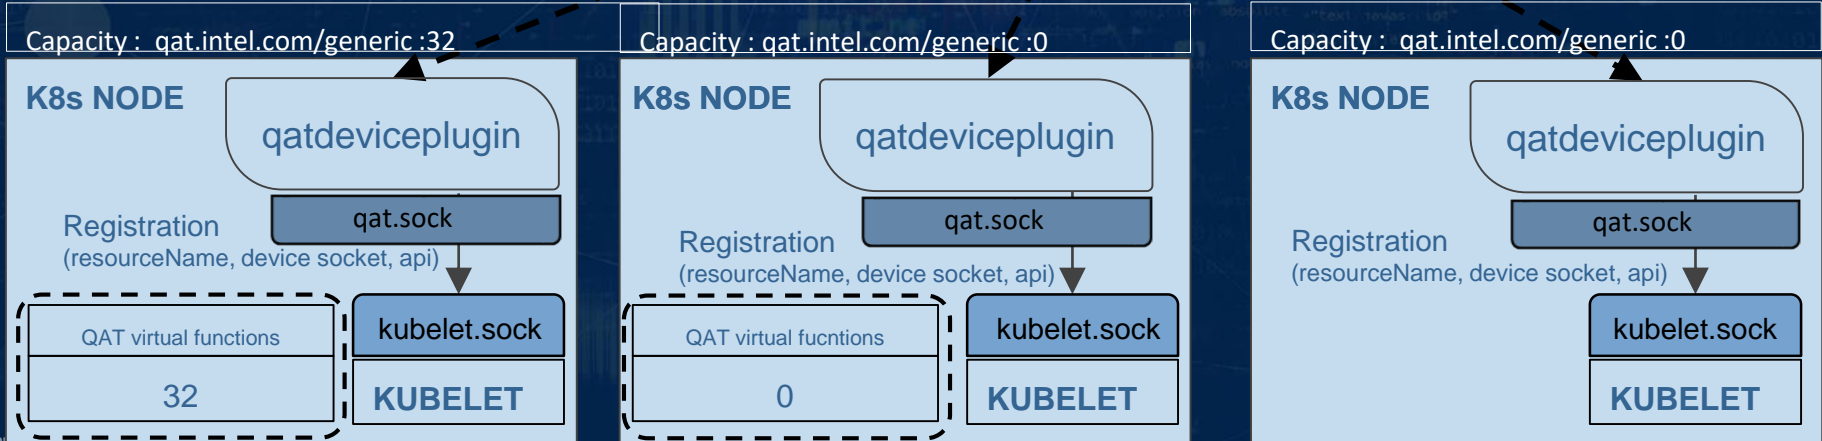 Capacity :  qat.intel.com/generic :32
K8s NODE
qatdeviceplugin
qat.sock
Registration
(resourceName, device socket, api)
QAT virtual functions
32
kubelet.sock
KUBELET
Capacity : qat.intel.com/generic :0
K8s NODE
qatdeviceplugin
qat.sock
Registration
(resourceName, device socket, api)
QAT virtual fucntions
0
kubelet.sock
KUBELET
Capacity :  qat.intel.com/generic :0
K8s NODE
qatdeviceplugin
qat.sock
Registration
(resourceName, device socket, api)
kubelet.sock
KUBELET